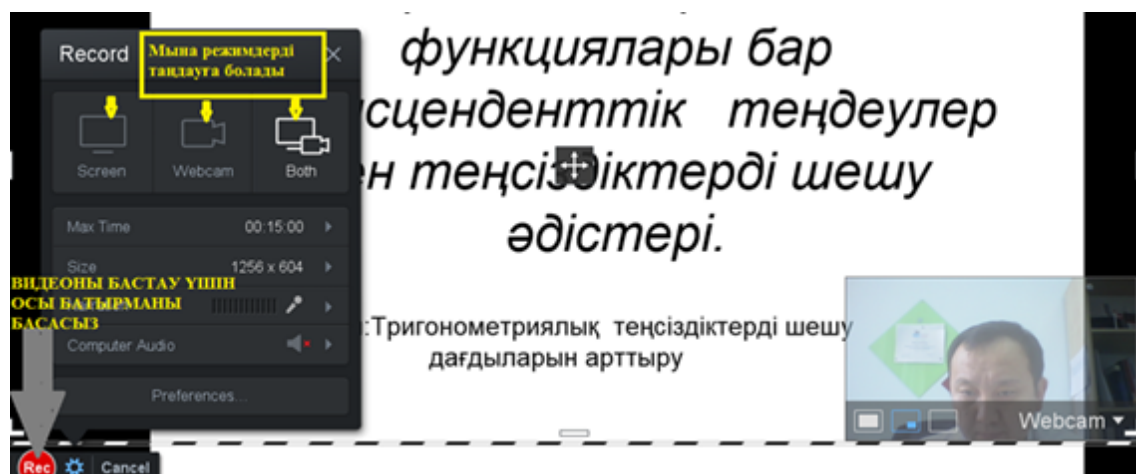 Record
Мына режимдерді
таңдауға болады
Screen Webcam Both
Max Time 00:15:00
Size 1256 x 604
ВИДЕОНЫ БАСТАУ ҮШІН
ОСЫ БАТЫРМАНЫ
БАСАСЫЗ
Computer Audio
Preferences...
Rec Cancel
функциялары бар
сценденттік теңдеулер
н теңсіздіктерді шешу
әдістері.
:Тригонометриялық теңсіздіктерді шешу
дағдыларын арттыру
Webcam